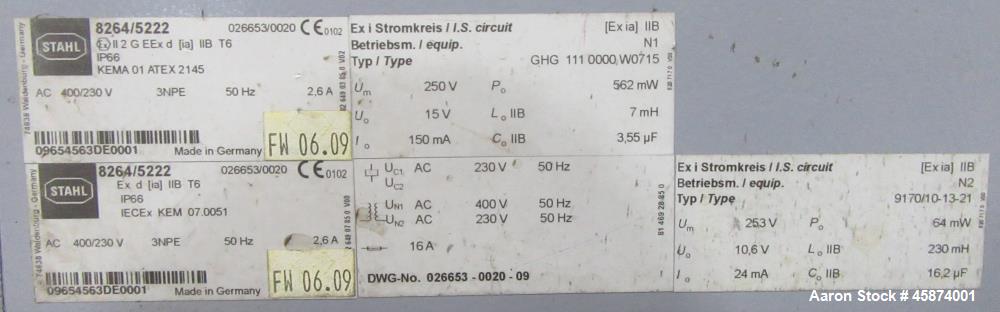 74638 Waldenburg - Germany
STAHL
8264/5222 026653/0020 CE 0102
Ex II 2 G EEx d [ia] IIB T6
IP66
KEMA 01 ATEX 2145
AC 400/230 V 3NPE 50 Hz 2,6 A
09654563DE0001 Made in Germany
FW 06.09
Ex i Stromkreis / I.S. circuit [Ex ia] IIB
Betriebsm. / equip. N1
Typ / Type GHG 111 0000 W0715
Um 250 V Po 562 mW
Uo 15 V Lo IIB 7 mH
Io 150 mA Co IIB 3,55 µF
74638 Waldenburg - Germany
STAHL
8264/5222 026653/0020 CE 0102
Ex d [ia] IIB T6
IP66
IECEx KEM 07.0051
AC 400/230 V 3NPE 50 Hz 2,6 A
09654563DE0001 Made in Germany
FW 06.09
UC1 AC 230 V 50 Hz
UC2
UN1 AC 400 V 50 Hz
UN2 AC 230 V 50 Hz
16 A
DWG-No. 026653 - 0020 - 09
81 469 28 85 0
Ex i Stromkreis / I.S. circuit [Ex ia] IIB
Betriebsm. / equip. N2
Typ / Type 9170/10-13-21
Um 253 V Po 64 mW
Uo 10,6 V Lo IIB 230 mH
Io 24 mA Co IIB 16,2 µF
Aaron Stock # 45874001